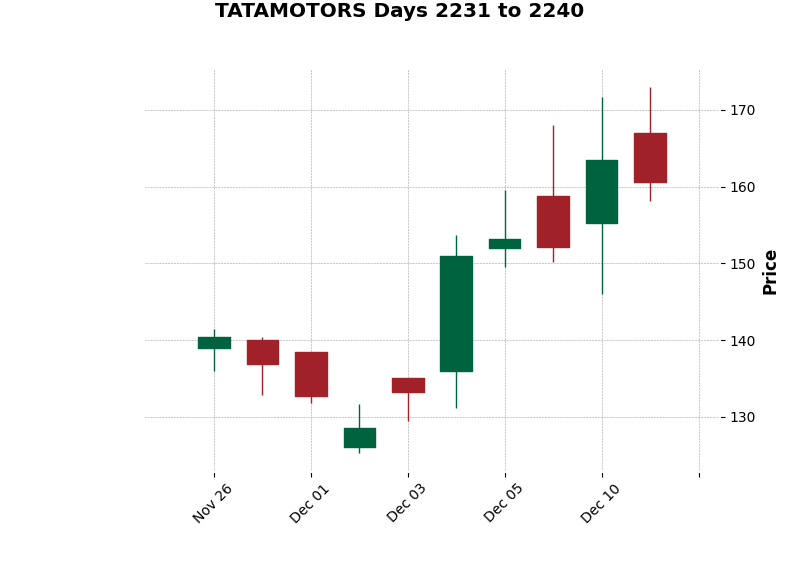 TATAMOTORS Days 2231 to 2240
170
160
150
140
130
Price
Nov 26
Dec 01
Dec 03
Dec 05
Dec 10